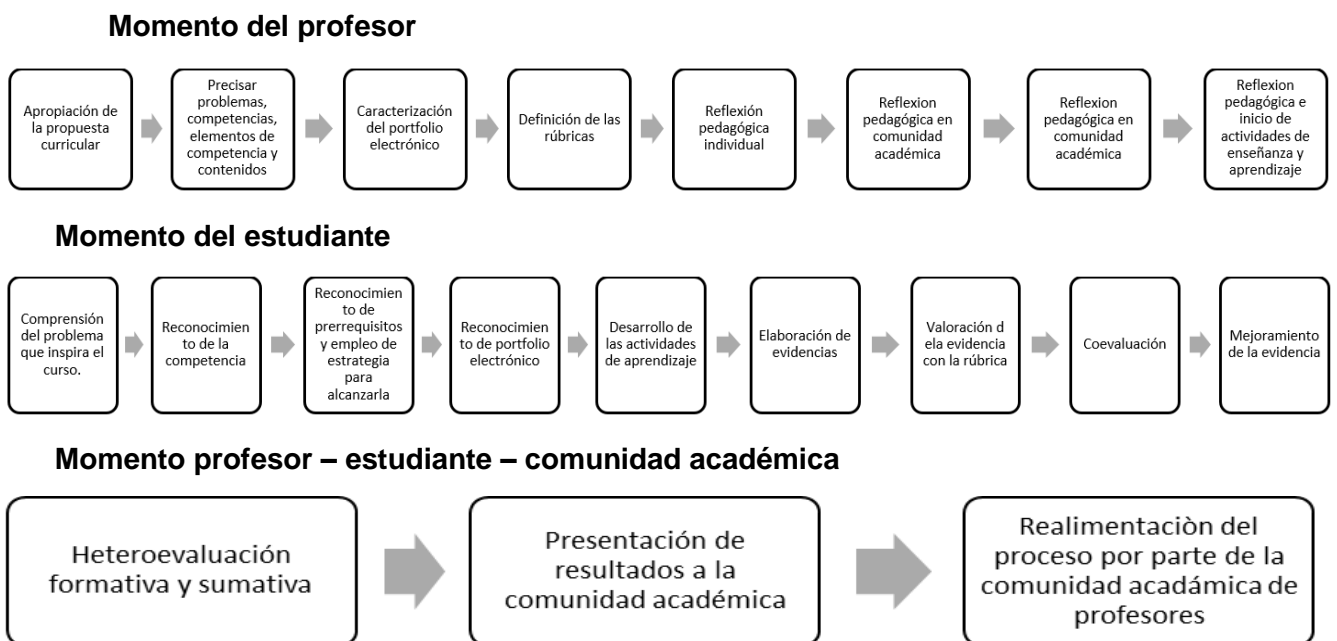 Momento del profesor
Apropiación de
la propuesta
curricular
Precisar
problemas,
competencias,
elementos de
competencia y
contenidos
Caracterización
del portfolio
electrónico
Definición de las
rúbricas
Reflexión
pedagógica
individual
Reflexion
pedagógica en
comunidad
académica
Reflexion
pedagógica en
comunidad
académica
Reflexion
pedagógica e
inicio de
actividades de
enseñanza y
aprendizaje
Momento del estudiante
Comprensión
del problema
que inspira el
curso.
Reconocimien
to de la
competencia
Reconocimien
to de
prerrequisitos
y empleo de
estrategia
para
alcanzarla
Reconocimien
to de portfolio
electrónico
Desarrollo de
las actividades
de aprendizaje
Elaboración de
evidencias
Valoración d
ela evidencia
con la rúbrica
Coevaluación
Mejoramiento
de la evidencia
Momento profesor – estudiante – comunidad académica
Heteroevaluación
formativa y sumativa
Presentación de
resultados a la
comunidad académica
Realimentaciòn del
proceso por parte de la
comunidad acadámica de
profesores